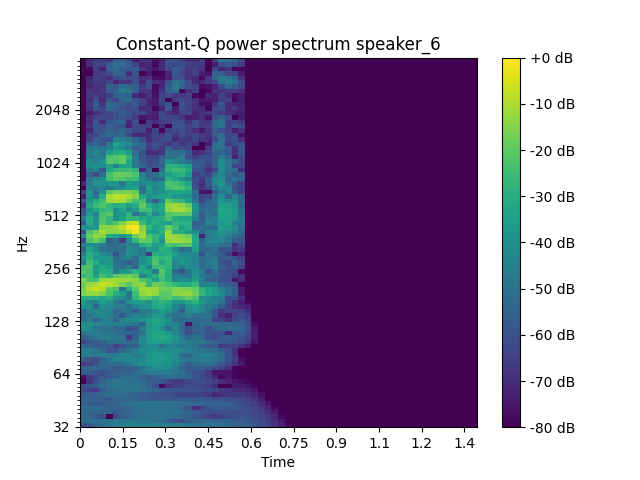 Constant-Q power spectrum speaker_6
Hz
2048
1024
512
256
128
64
32
0 0.15 0.3 0.45 0.6 0.75 0.9 1.1 1.2 1.4
Time
+0 dB
-10 dB
-20 dB
-30 dB
-40 dB
-50 dB
-60 dB
-70 dB
-80 dB